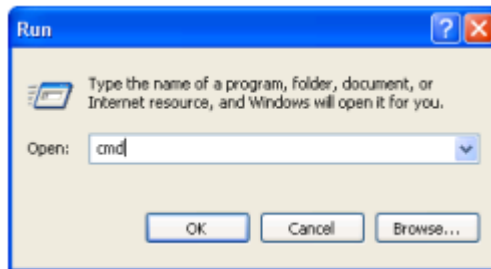 Run
Type the name of a program, folder, document, or
Internet resource, and Windows will open it for you.
Open: cmd
OK Cancel Browse...